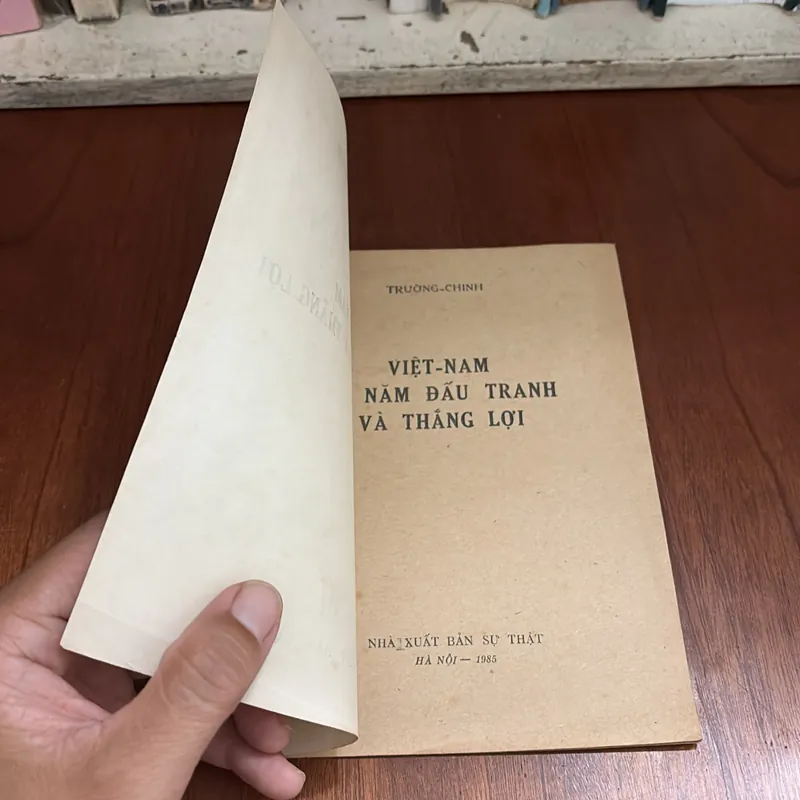 TRƯỜNG-CHINH
VIỆT-NAM
NĂM ĐẤU TRANH
VÀ THẮNG LỢI
NHÀ XUẤT BẢN SỰ THẬT
HÀ NỘI — 1985